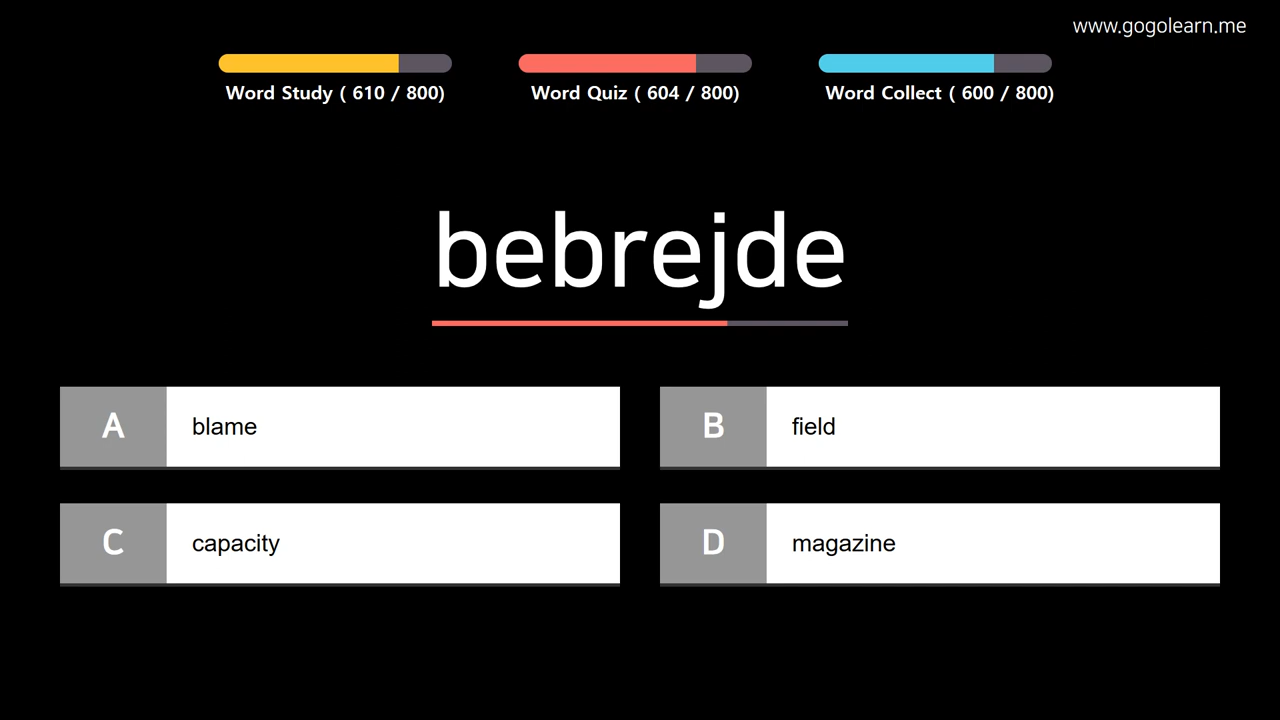 www.gogolearn.me
Word Study ( 610 / 800)
Word Quiz ( 604 / 800)
Word Collect ( 600 / 800)
bebrejde
A blame
B field
C capacity
D magazine